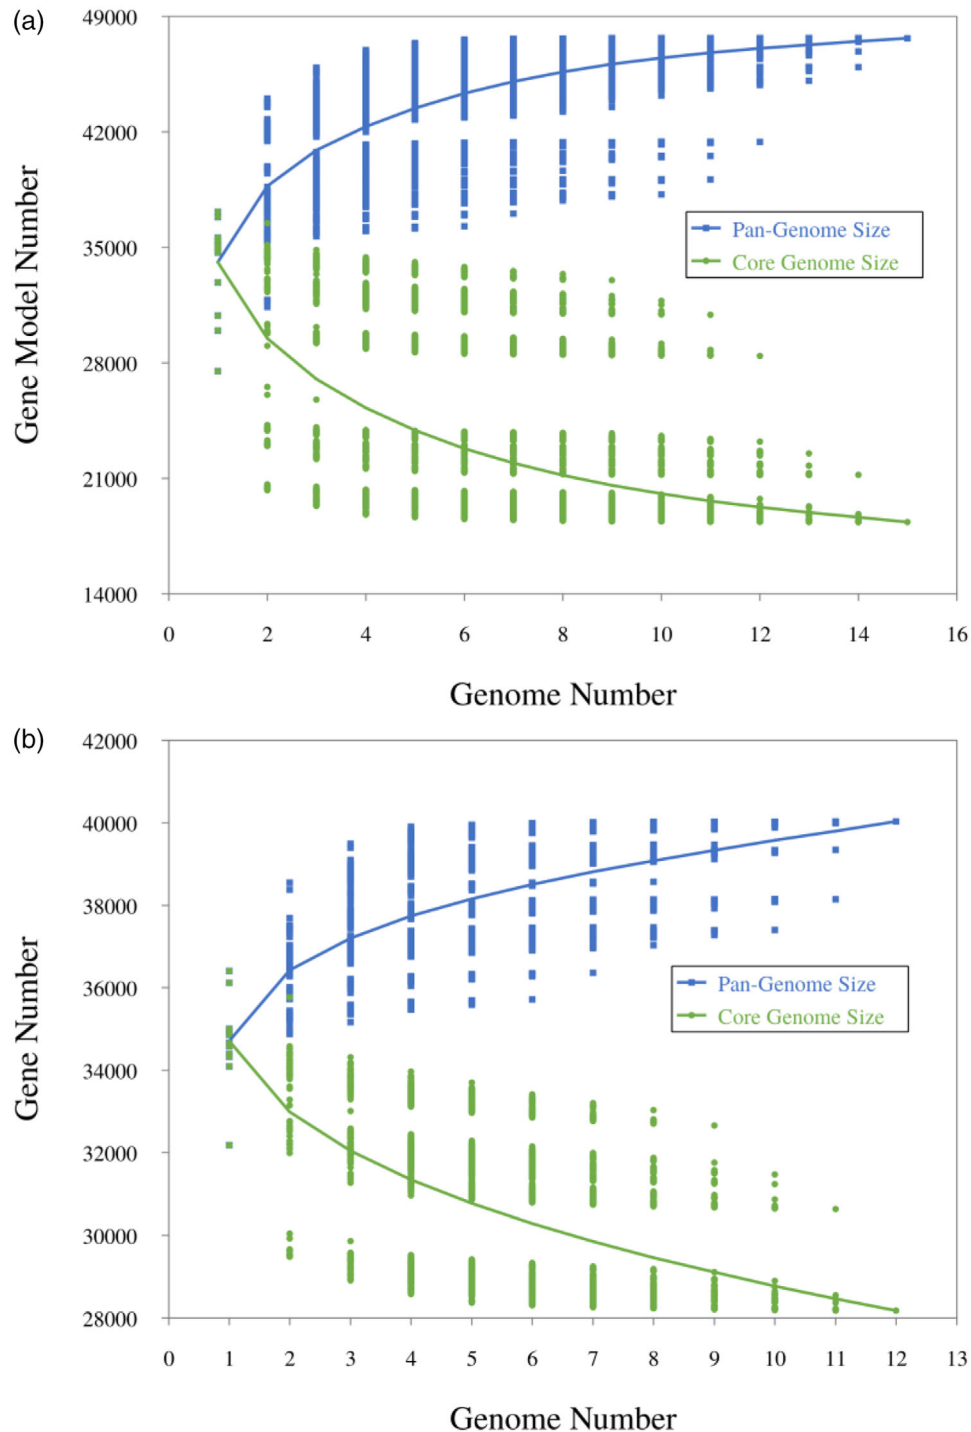 (a)
49000
42000
35000
28000
21000
14000
Gene Model Number
Pan-Genome Size
Core Genome Size
0 2 4 6 8 10 12 14 16
Genome Number
(b)
42000
40000
38000
36000
34000
32000
30000
28000
Gene Number
Pan-Genome Size
Core Genome Size
0 1 2 3 4 5 6 7 8 9 10 11 12 13
Genome Number